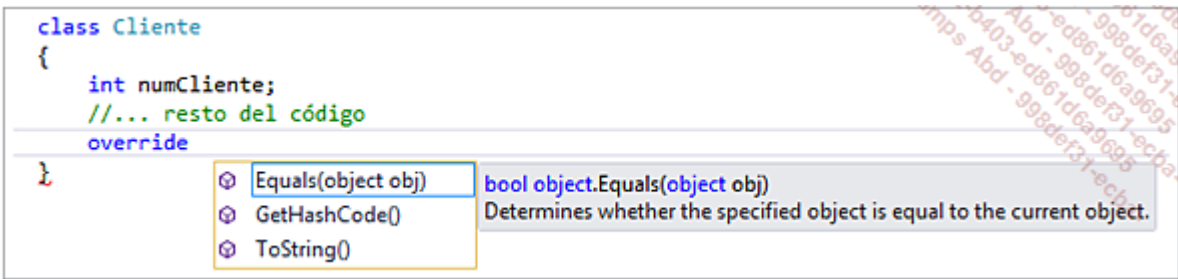 class Cliente
{
int numCliente;
//... resto del código
override
}
Equals(object obj)
GetHashCode()
ToString()
bool object.Equals(object obj)
Determines whether the specified object is equal to the current object.